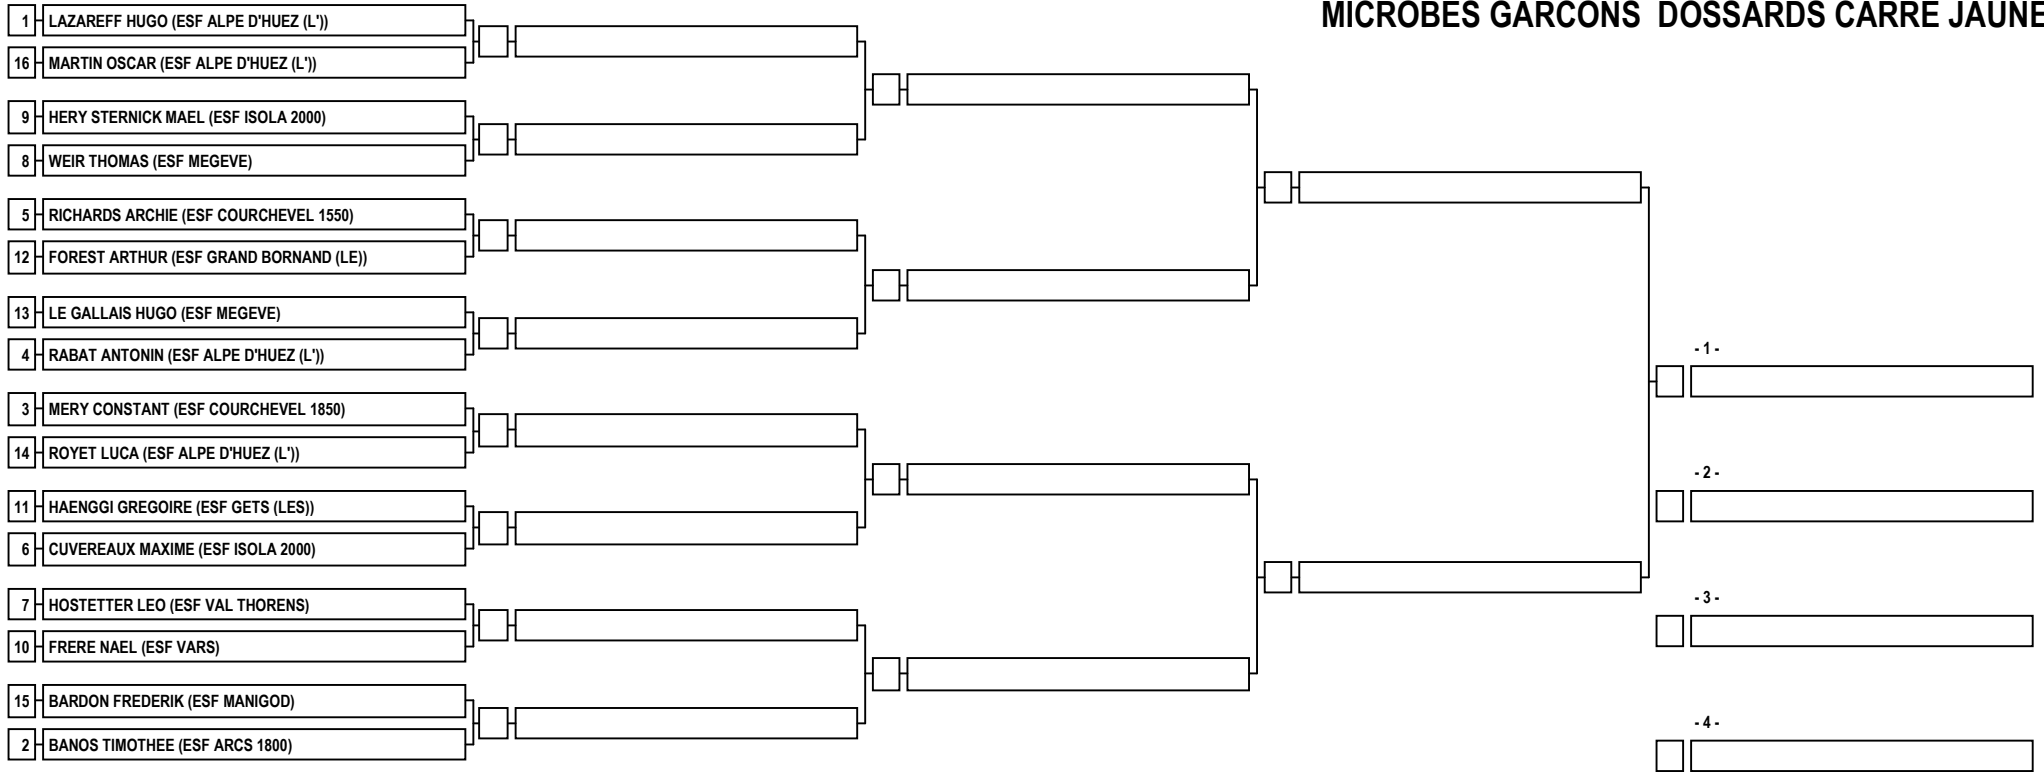 MICROBES GARCONS DOSSARDS CARRE JAUNE
1 LAZAREFF HUGO (ESF ALPE D'HUEZ (L'))
16 MARTIN OSCAR (ESF ALPE D'HUEZ (L'))
9 HERY STERNICK MAEL (ESF ISOLA 2000)
8 WEIR THOMAS (ESF MEGEVE)
5 RICHARDS ARCHIE (ESF COURCHEVEL 1550)
12 FOREST ARTHUR (ESF GRAND BORNAND (LE))
13 LE GALLAIS HUGO (ESF MEGEVE)
4 RABAT ANTONIN (ESF ALPE D'HUEZ (L'))
3 MERY CONSTANT (ESF COURCHEVEL 1850)
14 ROYET LUCA (ESF ALPE D'HUEZ (L'))
11 HAENGGI GREGOIRE (ESF GETS (LES))
6 CUVEREAUX MAXIME (ESF ISOLA 2000)
7 HOSTETTER LEO (ESF VAL THORENS)
10 FRERE NAEL (ESF VARS)
15 BARDON FREDERIK (ESF MANIGOD)
2 BANOS TIMOTHEE (ESF ARCS 1800)
- 1 -
- 2 -
- 3 -
- 4 -